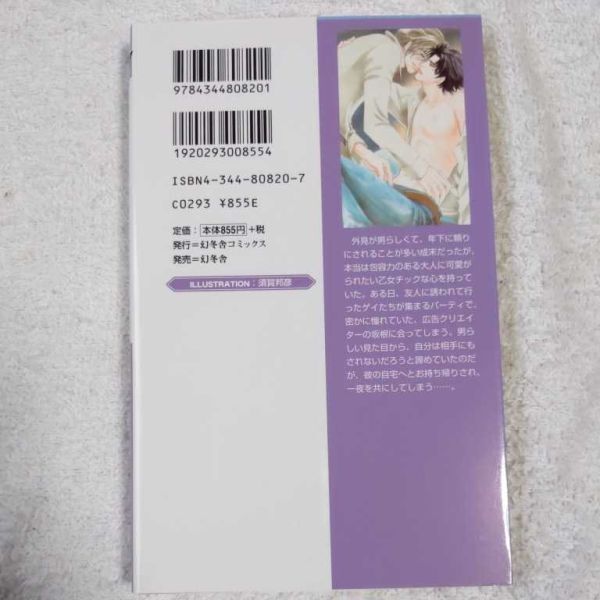 9784344808201
1920293008554
ISBN4-344-80820-7
C0293 ¥855E
定価：本体855円+税
発行＝幻冬舎コミックス
発売＝幻冬舎
ILLUSTRATION：須賀邦彦
外見が男らしくて、年下に頼り
にされることが多い成末だったが、
本当は包容力のある大人に可愛が
られたい乙女チックな心を持って
いた。ある日、友人に誘われて行
ったゲイたちが集まるパーティで、
密かに憧れていた、広告クリエイ
ターの坂根に会ってしまう。男ら
しい見た目から、自分は相手にも
されないだろうと諦めていたのだ
が、彼の自宅へとお持ち帰りされ、
一夜を共にしてしまう……。